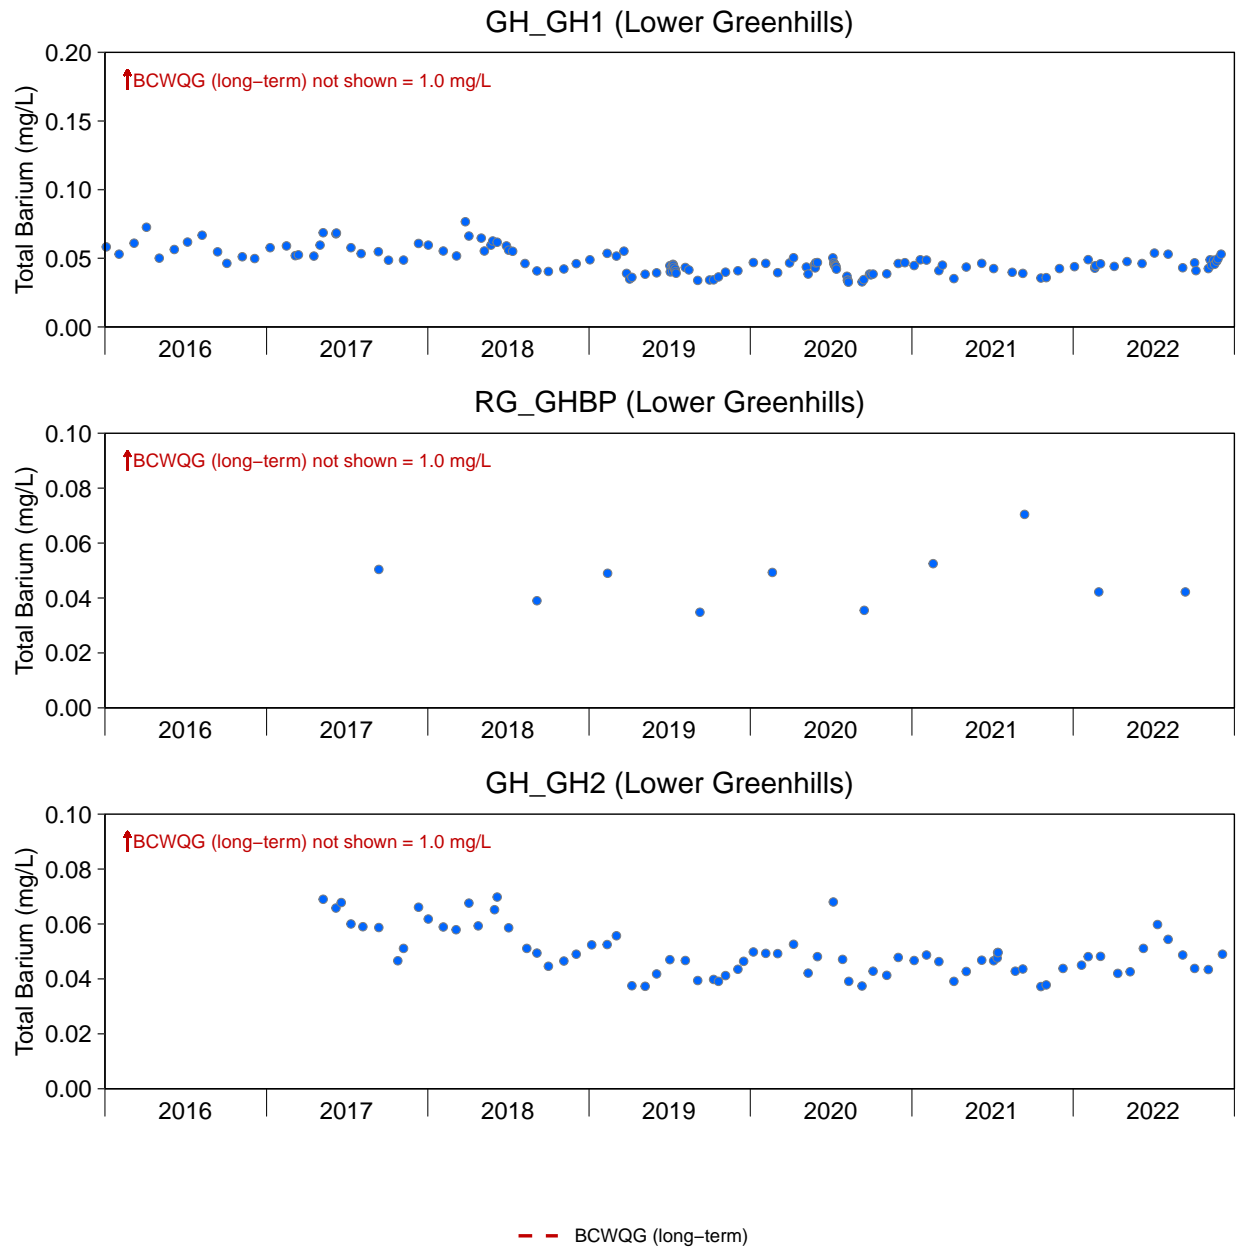 GH_GH1 (Lower Greenhills)
Total Barium (mg/L)
0.20
0.15
0.10
0.05
0.00
BCWQG (long−term) not shown = 1.0 mg/L
2016 2017 2018 2019 2020 2021 2022
RG_GHBP (Lower Greenhills)
Total Barium (mg/L)
0.10
0.08
0.06
0.04
0.02
0.00
BCWQG (long−term) not shown = 1.0 mg/L
2016 2017 2018 2019 2020 2021 2022
GH_GH2 (Lower Greenhills)
Total Barium (mg/L)
0.10
0.08
0.06
0.04
0.02
0.00
BCWQG (long−term) not shown = 1.0 mg/L
2016 2017 2018 2019 2020 2021 2022
BCWQG (long−term)